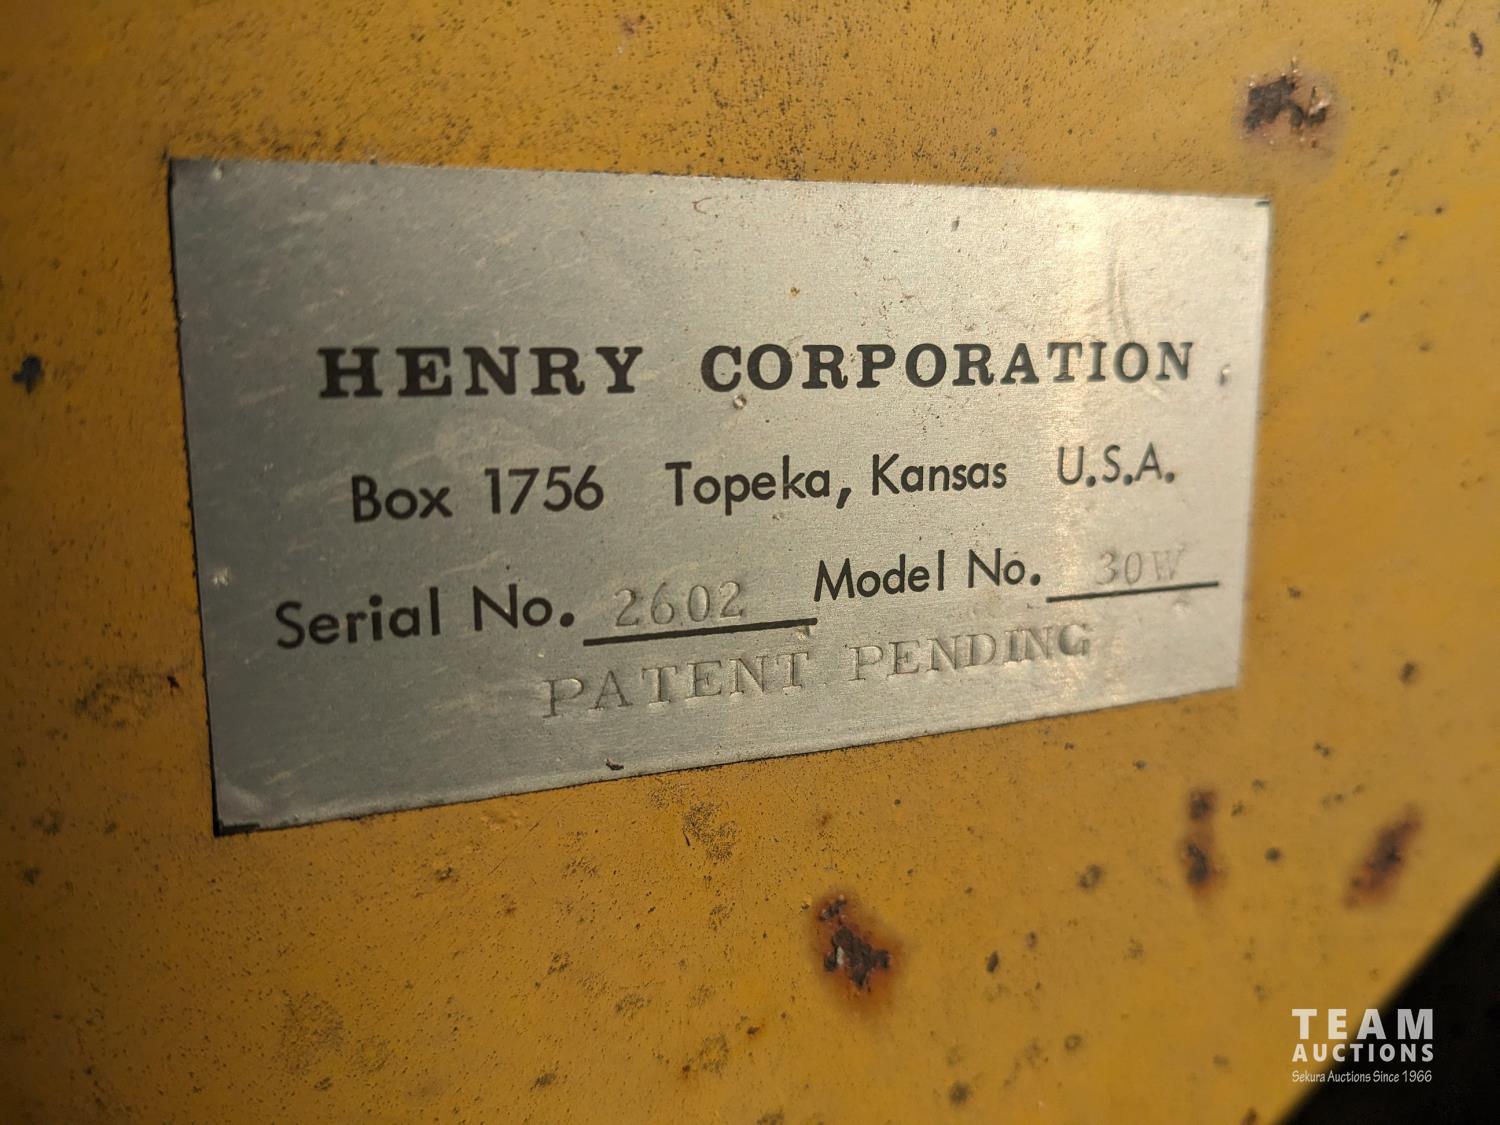 HENRY CORPORATION
Box 1756 Topeka, Kansas U.S.A.
Serial No. 2602 Model No. 30W
PATENT PENDING
TEAM
AUCTIONS
Sekura Auctions Since 1966